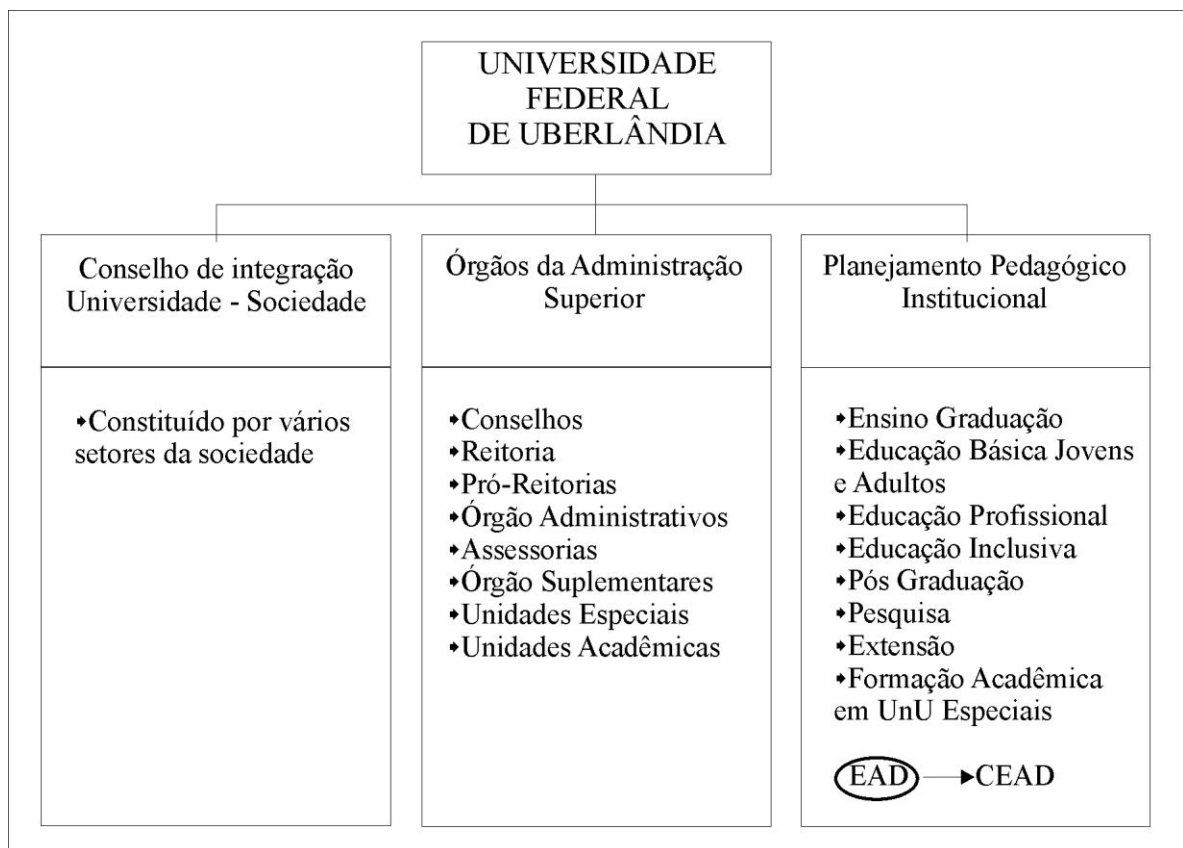 UNIVERSIDADE
FEDERAL
DE UBERLÂNDIA
Conselho de integração
Universidade - Sociedade
➧Constituído por vários
setores da sociedade
Órgãos da Administração
Superior
➧Conselhos
➧Reitoria
➧Pró-Reitorias
➧Órgão Administrativos
➧Assessorias
➧Órgão Suplementares
➧Unidades Especiais
➧Unidades Acadêmicas
Planejamento Pedagógico
Institucional
➧Ensino Graduação
➧Educação Básica Jovens
e Adultos
➧Educação Profissional
➧Educação Inclusiva
➧Pós Graduação
➧Pesquisa
➧Extensão
➧Formação Acadêmica
em UnU Especiais
EAD → CEAD